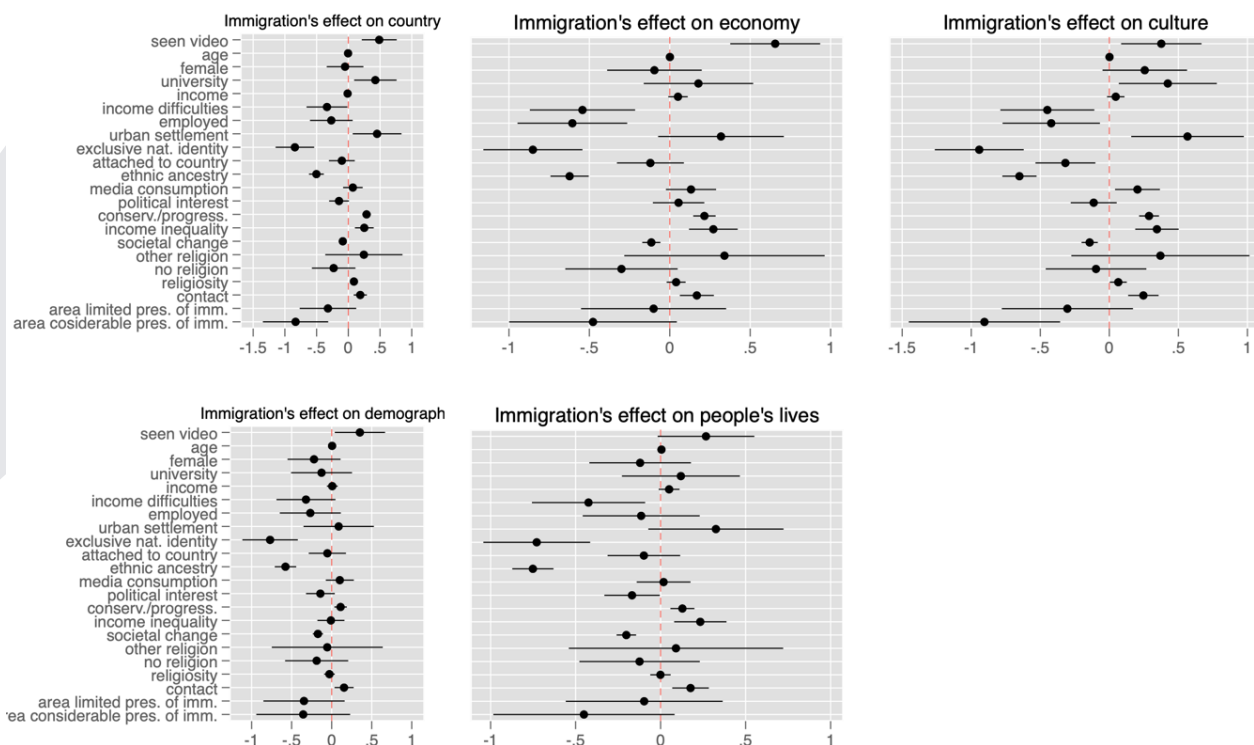 Immigration's effect on country
seen video
age
female
university
income
income difficulties
employed
urban settlement
exclusive nat. identity
attached to country
ethnic ancestry
media consumption
political interest
conserv./progress.
income inequality
societal change
other religion
no religion
religiosity
contact
area limited pres. of imm.
area cosiderable pres. of imm.
-1.5 -1 -.5 0 .5 1
Immigration's effect on economy
-1 -.5 0 .5 1
Immigration's effect on culture
-1.5 -1 -.5 0 .5 1
Immigration's effect on demograph
seen video
age
female
university
income
income difficulties
employed
urban settlement
exclusive nat. identity
attached to country
ethnic ancestry
media consumption
political interest
conserv./progress.
income inequality
societal change
other religion
no religion
religiosity
contact
area limited pres. of imm.
ea considerable pres. of imm.
-1 -.5 0 .5 1
Immigration's effect on people's lives
-1 -.5 0 .5 1